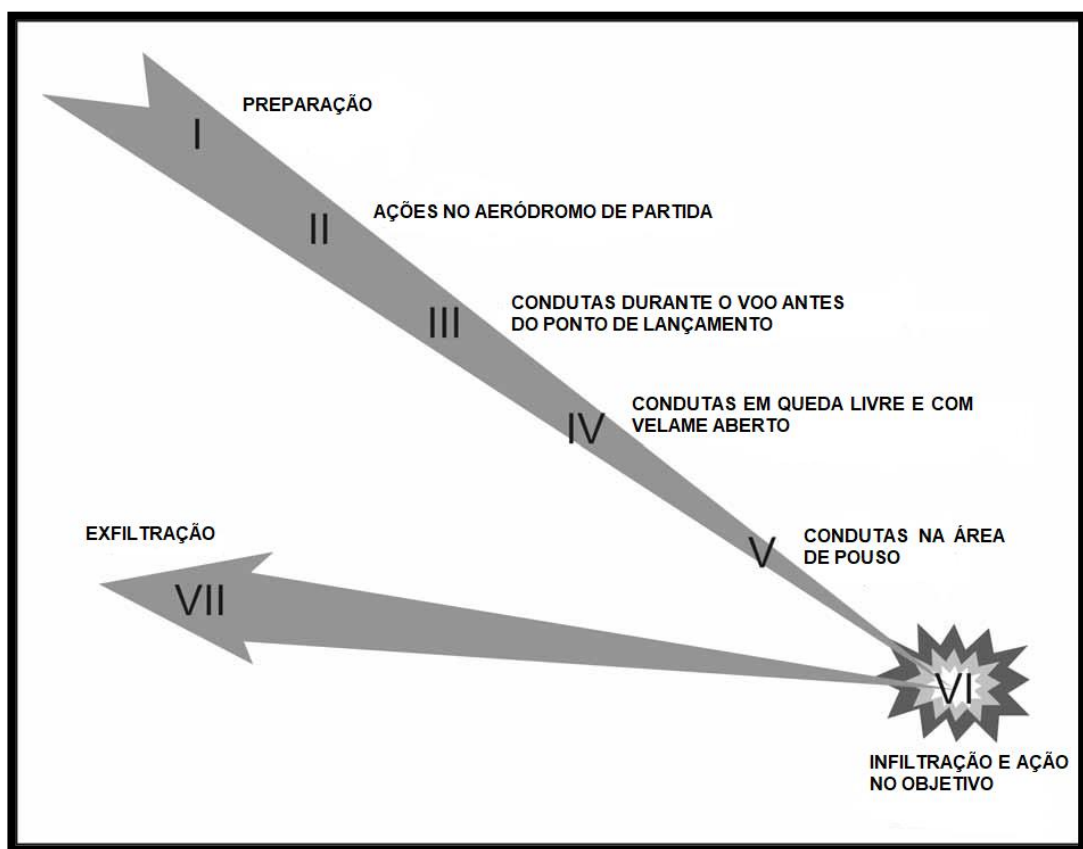 I
PREPARAÇÃO
II
AÇÕES NO AERÓDROMO DE PARTIDA
III
CONDUTAS DURANTE O VOO ANTES
DO PONTO DE LANÇAMENTO
IV
CONDUTAS EM QUEDA LIVRE E COM
VELAME ABERTO
V
CONDUTAS NA ÁREA
DE POUSO
VI
INFILTRAÇÃO E AÇÃO
NO OBJETIVO
EXFILTRAÇÃO
VII